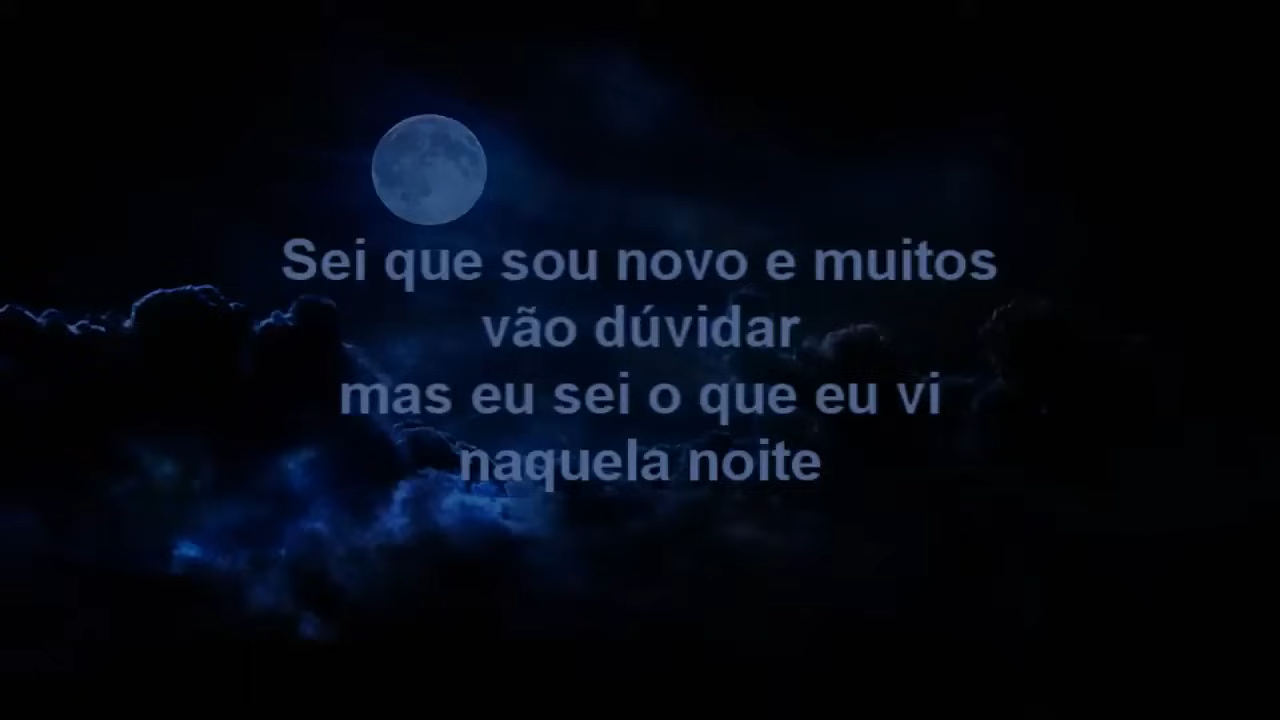 Sei que sou novo e muitos
vão dúvidar
mas eu sei o que eu vi
naquela noite